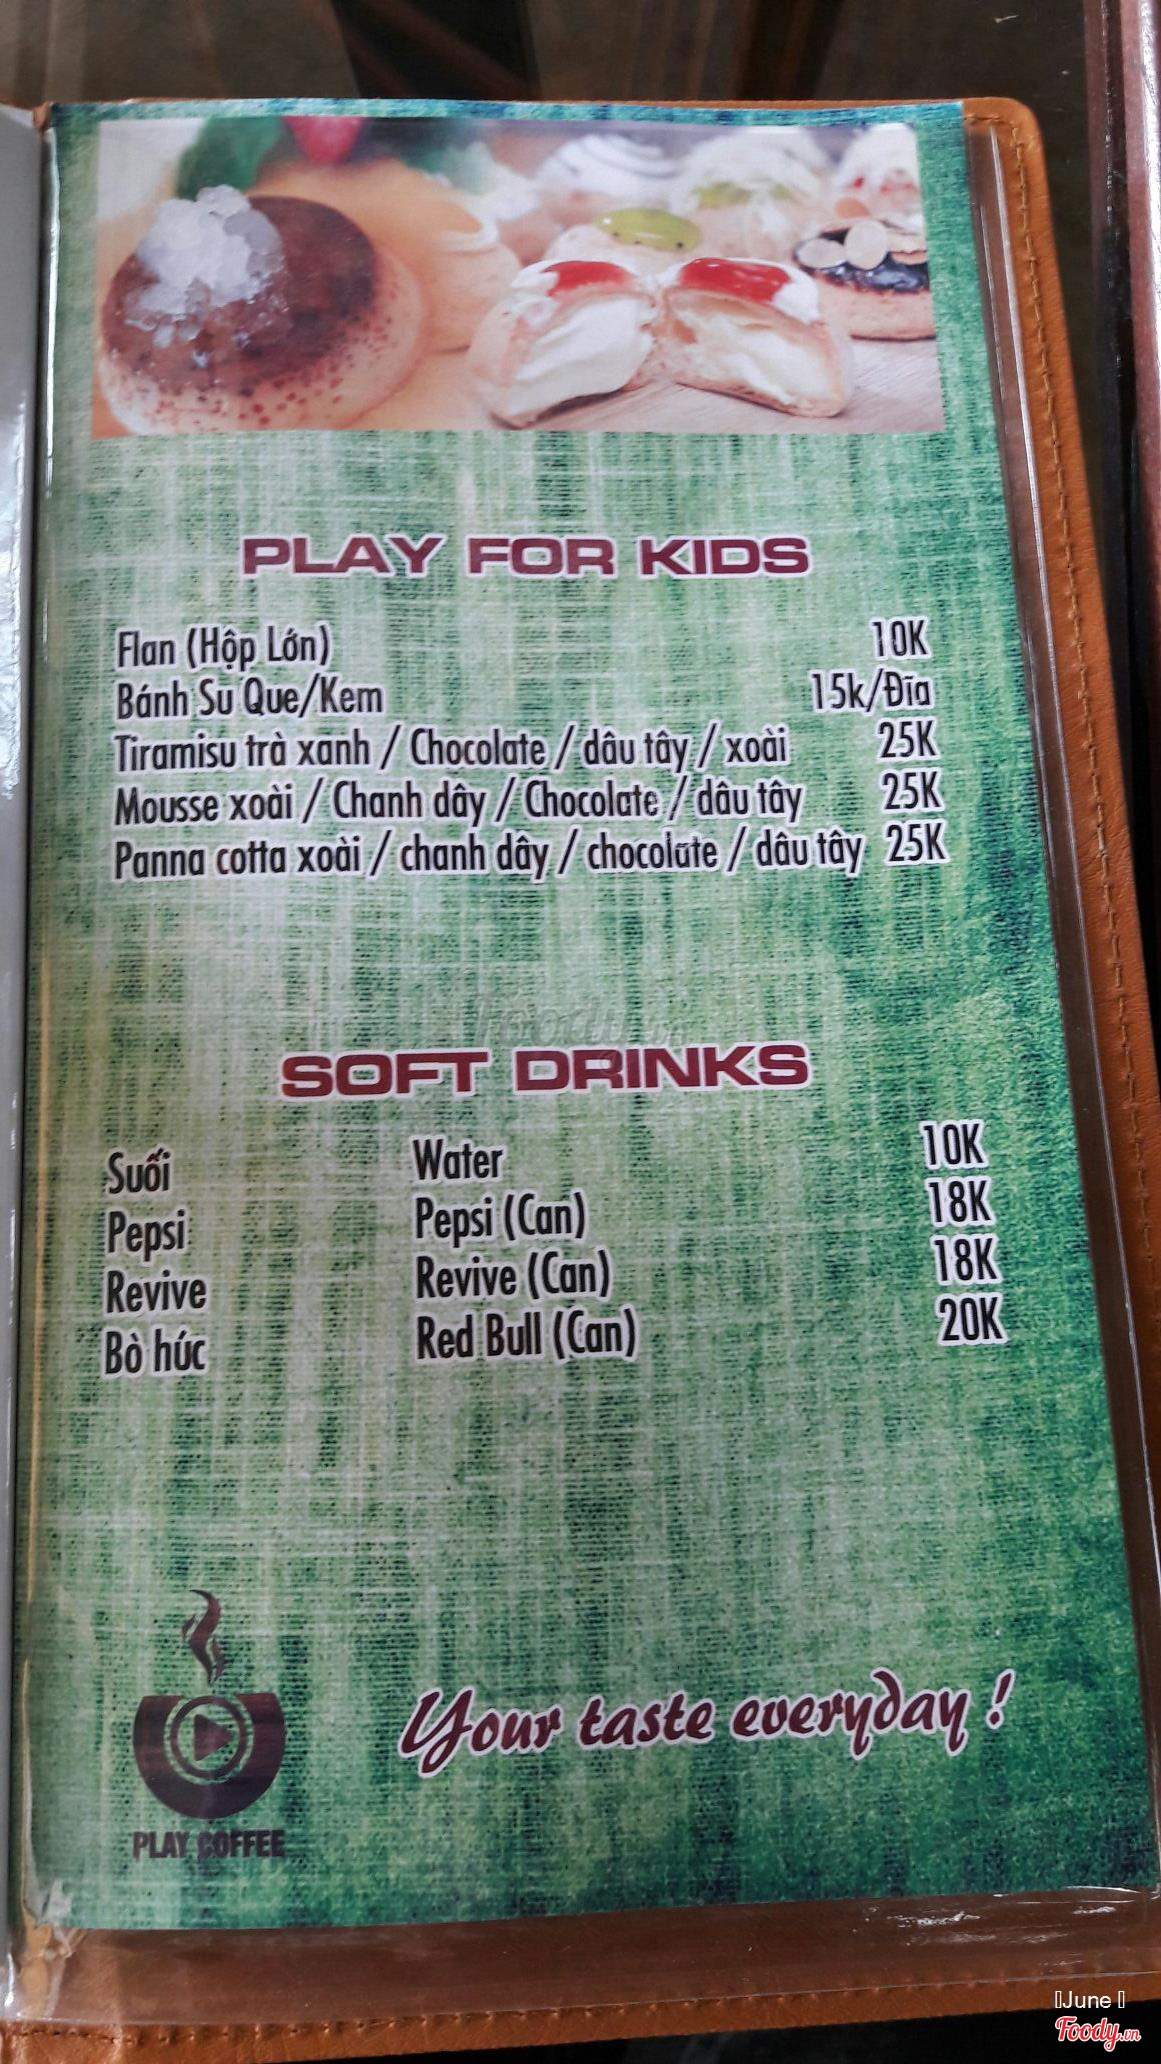 PLAY FOR KIDS
Flan (Hộp Lớn) 10K
Bánh Su Que/Kem 15k/Đĩa
Tiramisu trà xanh / Chocolate / dâu tây / xoài 25K
Mousse xoài / Chanh dây / Chocolate / dâu tây 25K
Panna cotta xoài / chanh dây / chocolate / dâu tây 25K
Foody.vn
SOFT DRINKS
Suối Water 10K
Pepsi Pepsi (Can) 18K
Revive Revive (Can) 18K
Bò húc Red Bull (Can) 20K
Your taste everyday !
PLAY COFFEE
June
Foody.vn